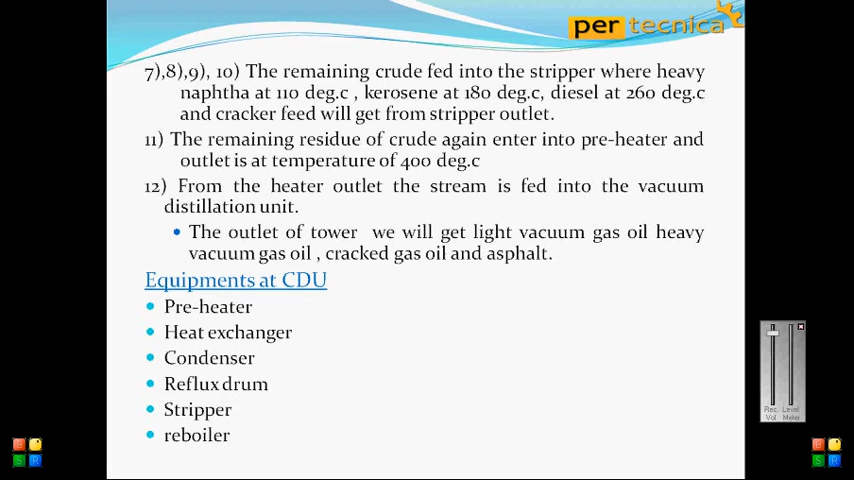 per tecnica
7),8),9), 10) The remaining crude fed into the stripper where heavy
naphtha at 110 deg.c , kerosene at 180 deg.c, diesel at 260 deg.c
and cracker feed will get from stripper outlet.
11) The remaining residue of crude again enter into pre-heater and
outlet is at temperature of 400 deg.c
12) From the heater outlet the stream is fed into the vacuum
distillation unit.
• The outlet of tower we will get light vacuum gas oil heavy
vacuum gas oil , cracked gas oil and asphalt.
Equipments at CDU
• Pre-heater
• Heat exchanger
• Condenser
• Reflux drum
• Stripper
• reboiler
Rec. Level
Vol Meter
B
S R
B
S R